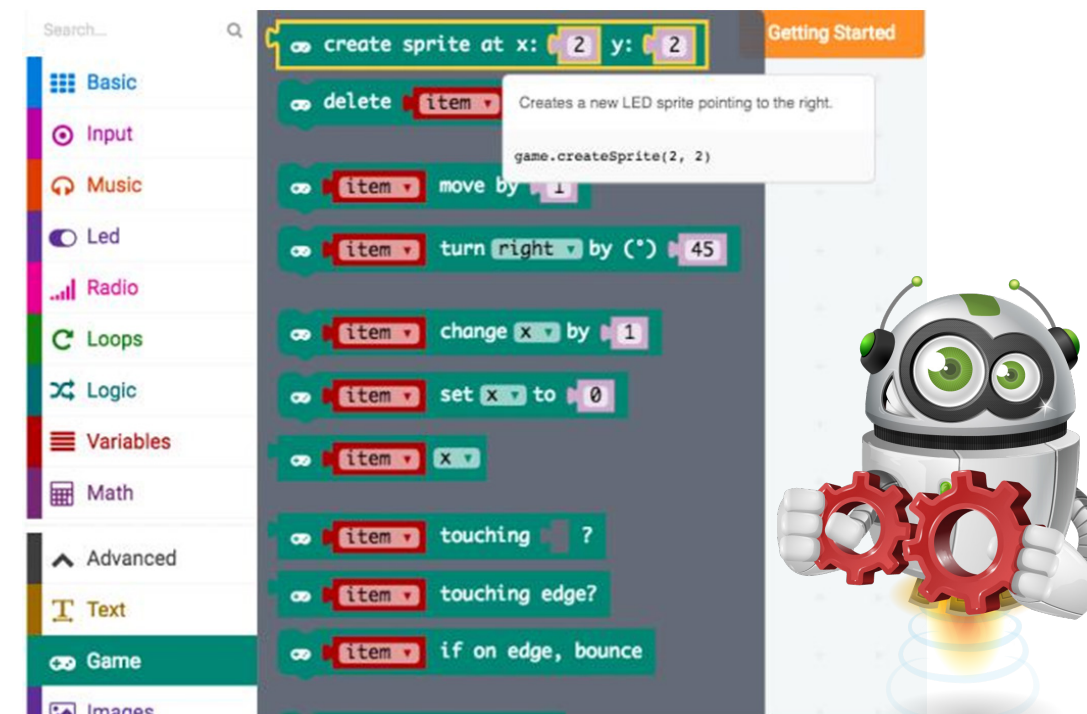 Search...
Basic
Input
Music
Led
Radio
Loops
Logic
Variables
Math
Advanced
Text
Game
Images
create sprite at x: 2 y: 2
delete item
Creates a new LED sprite pointing to the right.
game.createSprite(2, 2)
item move by 1
item turn right by (°) 45
item change x by 1
item set x to 0
item x
item touching ?
item touching edge?
item if on edge, bounce
Getting Started